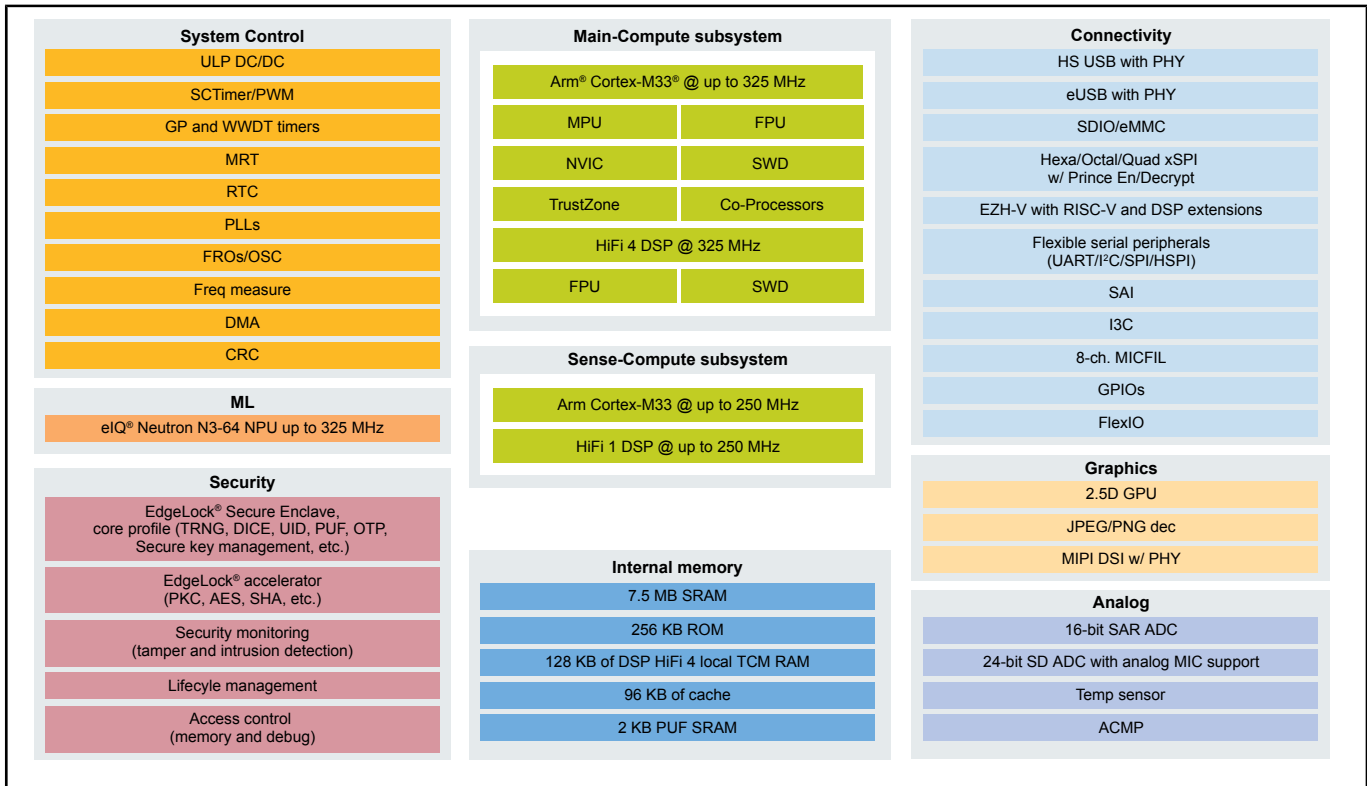 System Control
ULP DC/DC
SCTimer/PWM
GP and WWDT timers
MRT
RTC
PLLs
FROs/OSC
Freq measure
DMA
CRC
ML
eIQ® Neutron N3-64 NPU up to 325 MHz
Security
EdgeLock® Secure Enclave,
core profile (TRNG, DICE, UID, PUF, OTP,
Secure key management, etc.)
EdgeLock® accelerator
(PKC, AES, SHA, etc.)
Security monitoring
(tamper and intrusion detection)
Lifecyle management
Access control
(memory and debug)
Main-Compute subsystem
Arm® Cortex-M33® @ up to 325 MHz
MPU FPU
NVIC SWD
TrustZone Co-Processors
HiFi 4 DSP @ 325 MHz
FPU SWD
Sense-Compute subsystem
Arm Cortex-M33 @ up to 250 MHz
HiFi 1 DSP @ up to 250 MHz
Internal memory
7.5 MB SRAM
256 KB ROM
128 KB of DSP HiFi 4 local TCM RAM
96 KB of cache
2 KB PUF SRAM
Connectivity
HS USB with PHY
eUSB with PHY
SDIO/eMMC
Hexa/Octal/Quad xSPI
w/ Prince En/Decrypt
EZH-V with RISC-V and DSP extensions
Flexible serial peripherals
(UART/I²C/SPI/HSPI)
SAI
I3C
8-ch. MICFIL
GPIOs
FlexIO
Graphics
2.5D GPU
JPEG/PNG dec
MIPI DSI w/ PHY
Analog
16-bit SAR ADC
24-bit SD ADC with analog MIC support
Temp sensor
ACMP